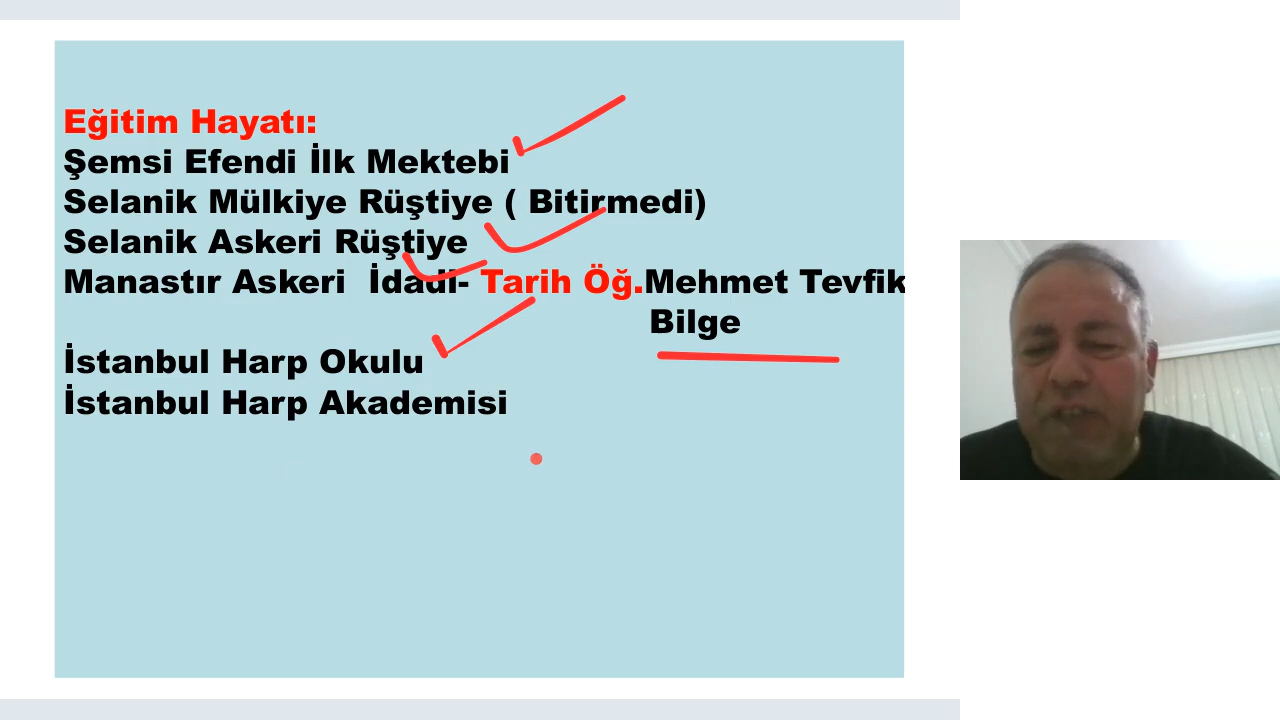 Eğitim Hayatı:
Şemsi Efendi İlk Mektebi
Selanik Mülkiye Rüştiye ( Bitirmedi)
Selanik Askeri Rüştiye
Manastır Askeri  İdadi- Tarih Öğ.Mehmet Tevfik
Bilge
İstanbul Harp Okulu
İstanbul Harp Akademisi